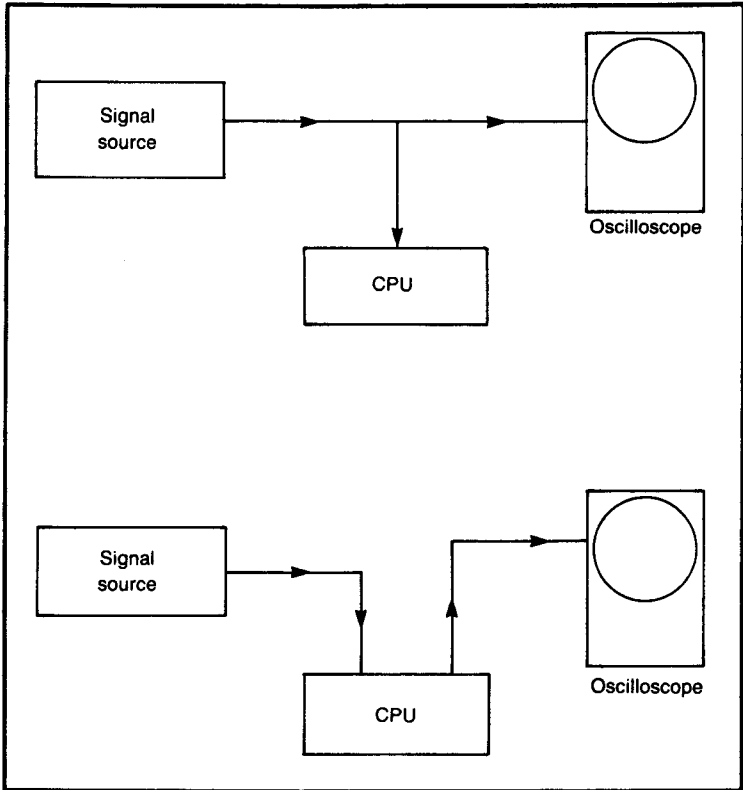 Signal
source
Oscilloscope
CPU
Signal
source
Oscilloscope
CPU